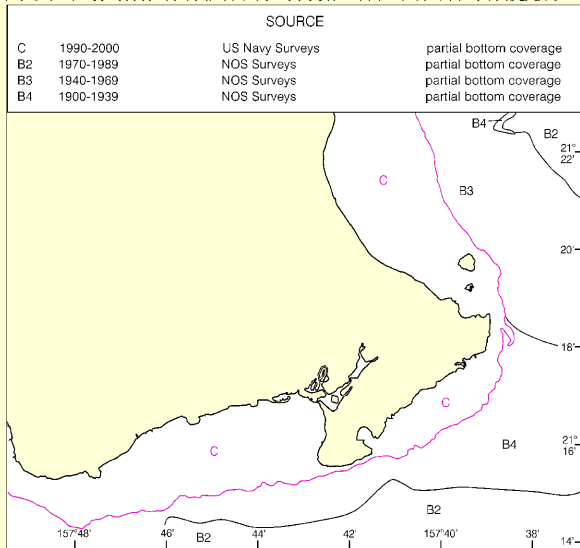 SOURCE
C 1990-2000 US Navy Surveys partial bottom coverage
B2 1970-1989 NOS Surveys partial bottom coverage
B3 1940-1969 NOS Surveys partial bottom coverage
B4 1900-1939 NOS Surveys partial bottom coverage
B4
B2
21°
22'
C
B3
20'
18'
C
B4
21°
16'
C
B2
B2
14'
157°48'
46'
44'
42'
157°40'
38'